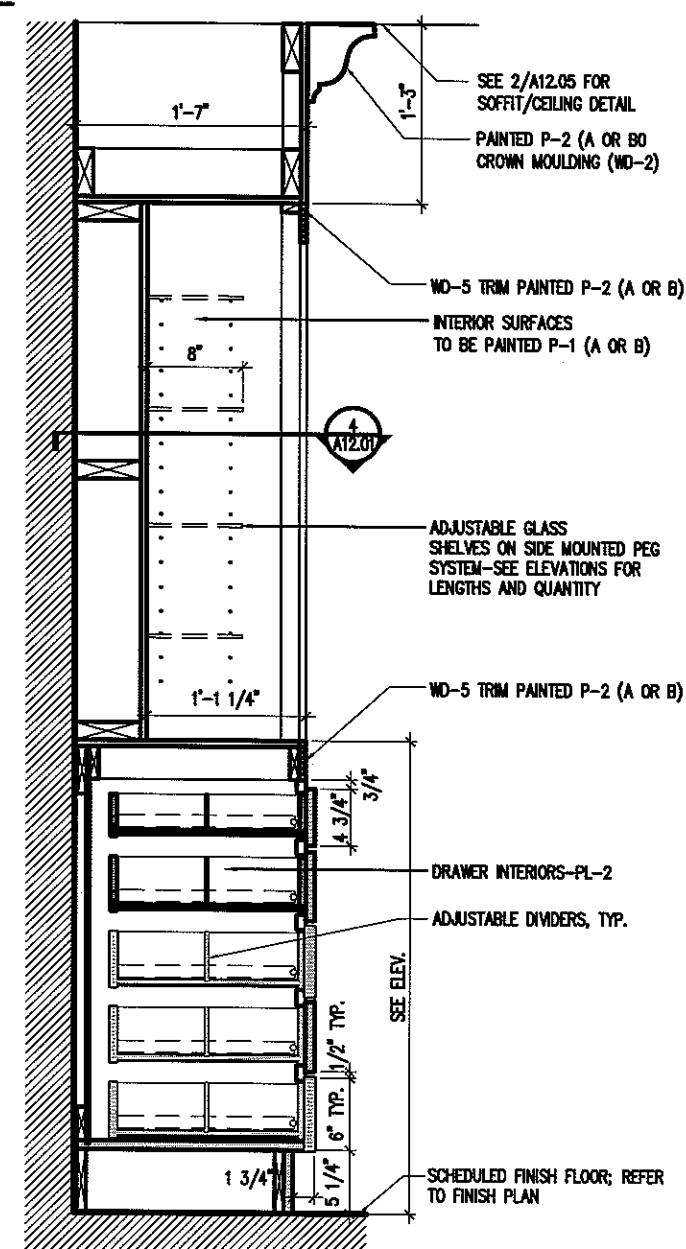 SEE 2/A12.05 FOR
SOFFIT/CEILING DETAIL
1'-7"
1'-3"
PAINTED P-2 (A OR B0
CROWN MOULDING (WD-2)
WD-5 TRIM PAINTED P-2 (A OR B)
INTERIOR SURFACES
TO BE PAINTED P-1 (A OR B)
8"
4
A12.01
ADJUSTABLE GLASS
SHELVES ON SIDE MOUNTED PEG
SYSTEM-SEE ELEVATIONS FOR
LENGTHS AND QUANTITY
1'-1 1/4"
WD-5 TRIM PAINTED P-2 (A OR B)
3/4"
4 3/4"
DRAWER INTERIORS-PL-2
ADJUSTABLE DIVIDERS, TYP.
SEE ELEV.
1/2" TYP.
6" TYP.
1 3/4"
5 1/4"
SCHEDULED FINISH FLOOR; REFER
TO FINISH PLAN